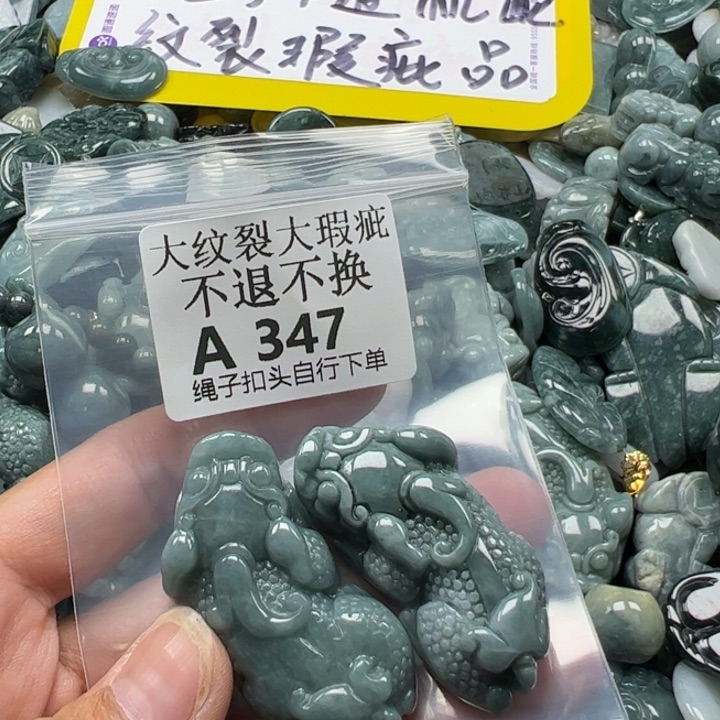 纹裂瑕疵品
大纹裂大瑕疵
不退不换
A 347
绳子扣头自行下单